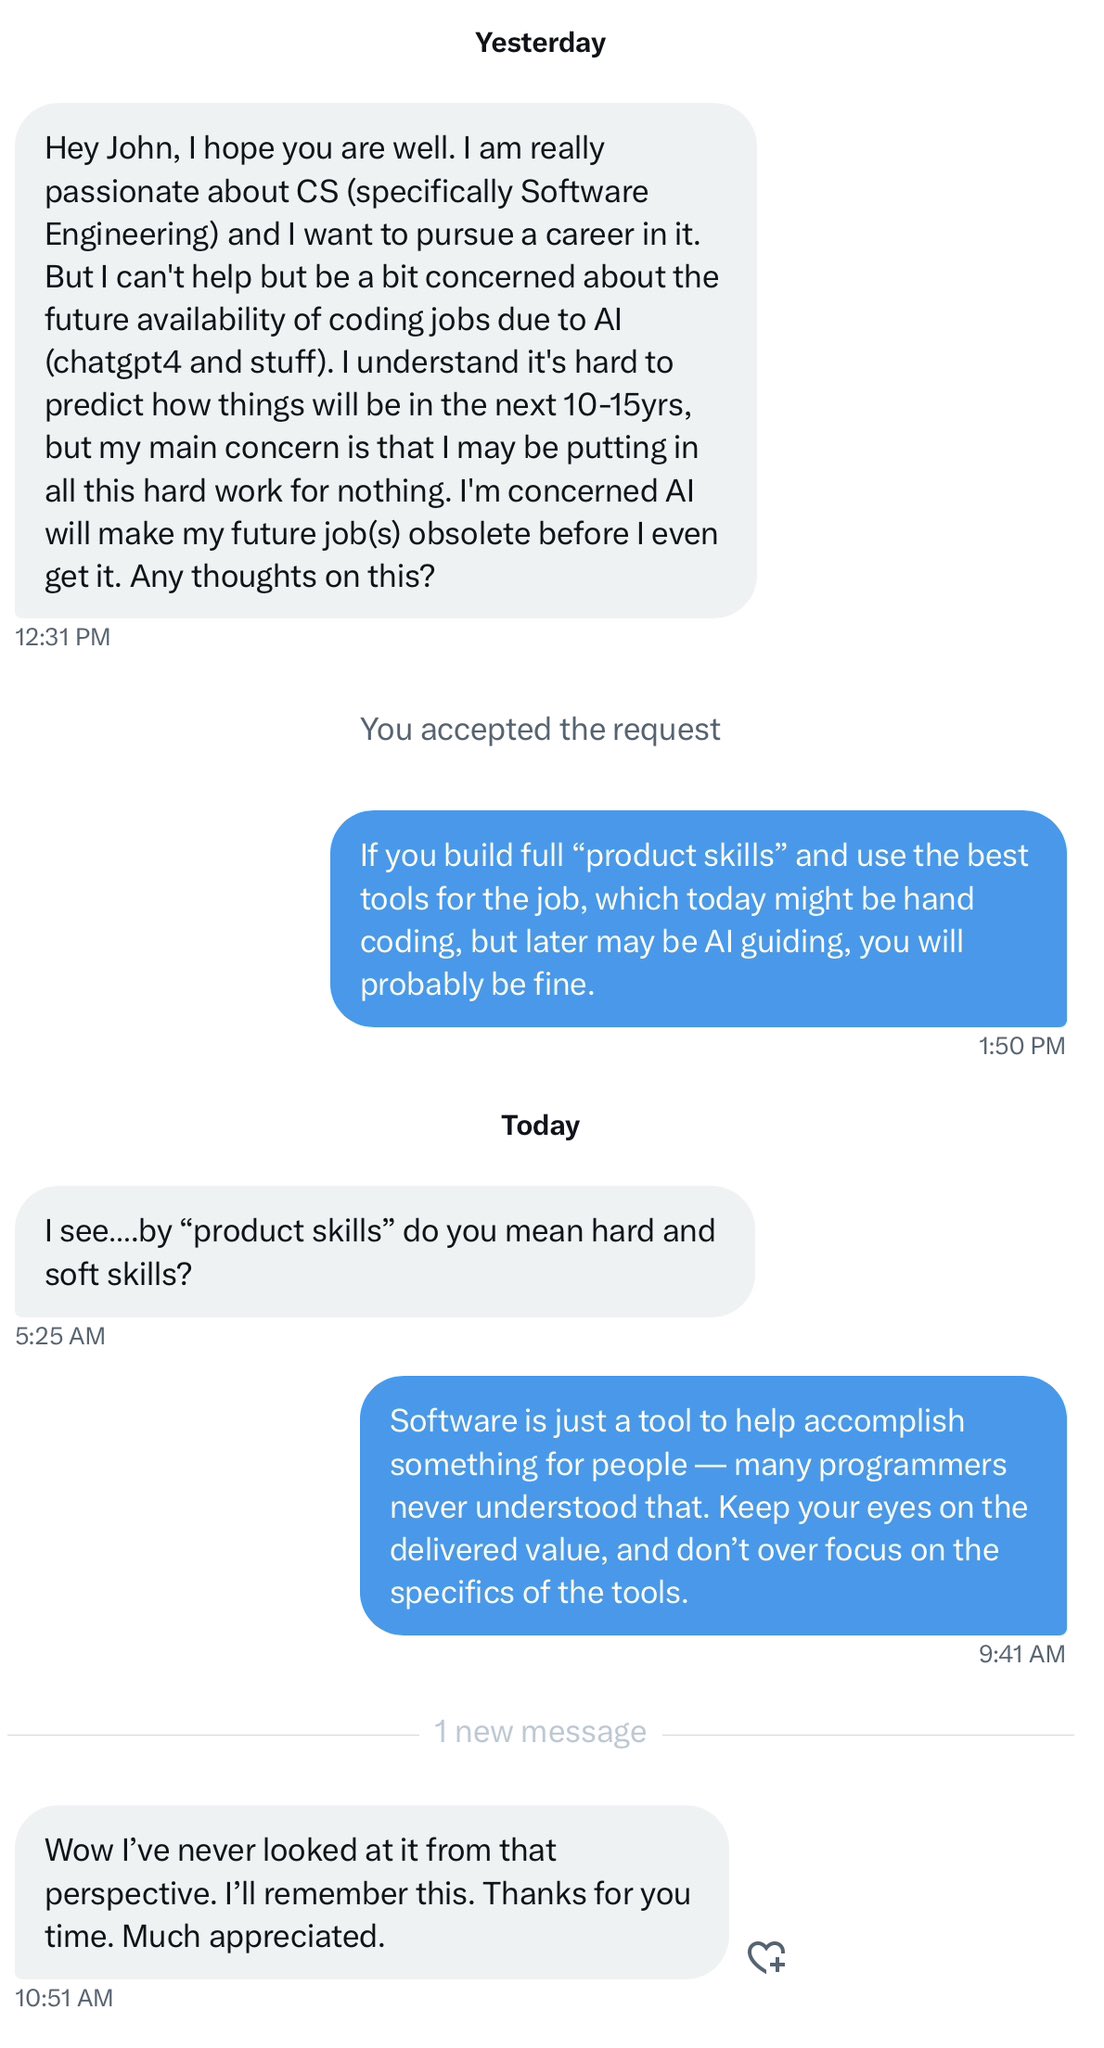 Yesterday
Hey John, I hope you are well. I am really
passionate about CS (specifically Software
Engineering) and I want to pursue a career in it.
But I can't help but be a bit concerned about the
future availability of coding jobs due to AI
(chatgpt4 and stuff). I understand it's hard to
predict how things will be in the next 10-15yrs,
but my main concern is that I may be putting in
all this hard work for nothing. I'm concerned AI
will make my future job(s) obsolete before I even
get it. Any thoughts on this?
12:31 PM
You accepted the request
If you build full “product skills” and use the best
tools for the job, which today might be hand
coding, but later may be AI guiding, you will
probably be fine.
1:50 PM
Today
I see....by “product skills” do you mean hard and
soft skills?
5:25 AM
Software is just a tool to help accomplish
something for people — many programmers
never understood that. Keep your eyes on the
delivered value, and don’t over focus on the
specifics of the tools.
9:41 AM
1 new message
Wow I’ve never looked at it from that
perspective. I’ll remember this. Thanks for you
time. Much appreciated.
10:51 AM